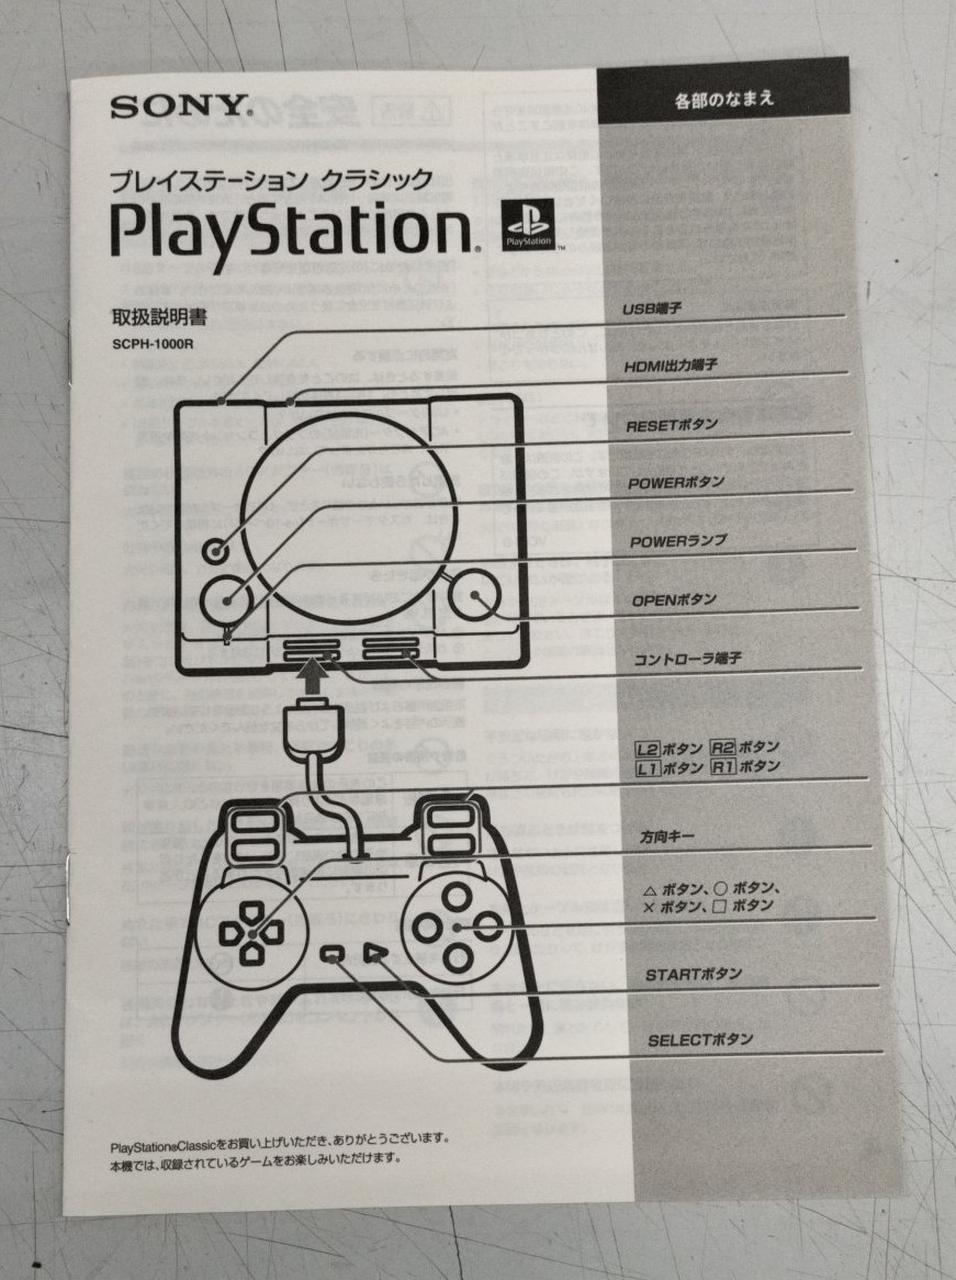 SONY®
プレイステーション クラシック
PlayStation®
PlayStation™
取扱説明書
SCPH-1000R
各部のなまえ
USB端子
HDMI出力端子
RESETボタン
POWERボタン
POWERランプ
OPENボタン
コントローラ端子
L2ボタン R2ボタン
L1ボタン R1ボタン
方向キー
△ ボタン、○ ボタン、
× ボタン、□ ボタン
STARTボタン
SELECTボタン
PlayStation®Classicをお買い上げいただき、ありがとうございます。
本機では、収録されているゲームをお楽しみいただけます。